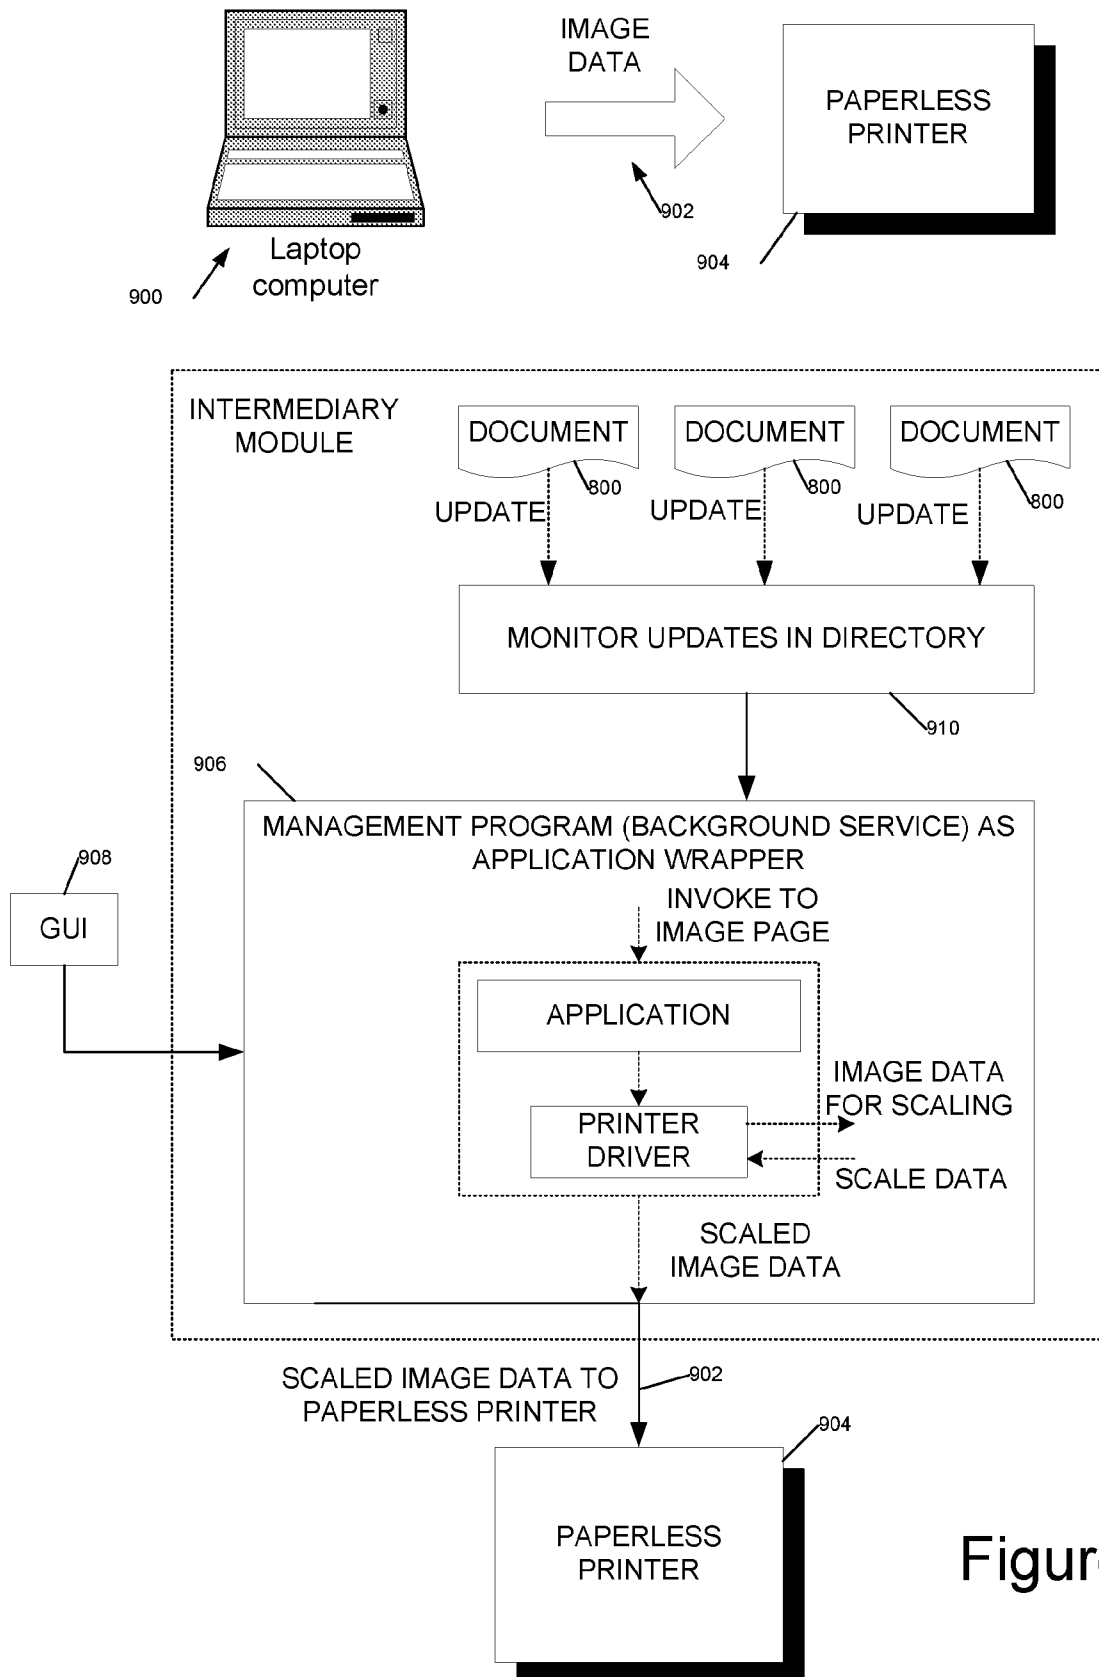 IMAGE
DATA
PAPERLESS
PRINTER
902
904
Laptop
computer
900
INTERMEDIARY
MODULE
DOCUMENT
DOCUMENT
DOCUMENT
800
800
800
UPDATE
UPDATE
UPDATE
MONITOR UPDATES IN DIRECTORY
910
906
MANAGEMENT PROGRAM (BACKGROUND SERVICE) AS
APPLICATION WRAPPER
908
GUI
INVOKE TO
IMAGE PAGE
APPLICATION
IMAGE DATA
FOR SCALING
PRINTER
DRIVER
SCALE DATA
SCALED
IMAGE DATA
SCALED IMAGE DATA TO
PAPERLESS PRINTER
902
904
PAPERLESS
PRINTER